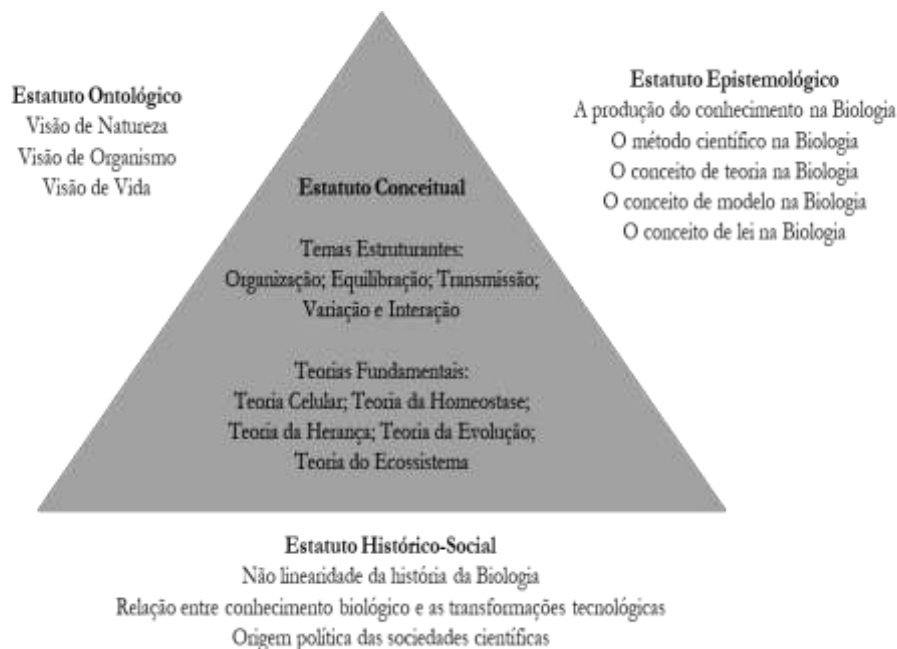 Estatuto Ontológico
Visão de Natureza
Visão de Organismo
Visão de Vida
Estatuto Epistemológico
A produção do conhecimento na Biologia
O método científico na Biologia
O conceito de teoria na Biologia
O conceito de modelo na Biologia
O conceito de lei na Biologia
Estatuto Conceitual
Temas Estruturantes:
Organização; Equilibração; Transmissão;
Variação e Interação
Teorias Fundamentais:
Teoria Celular; Teoria da Homeostase;
Teoria da Herança; Teoria da Evolução;
Teoria do Ecossistema
Estatuto Histórico-Social
Não linearidade da história da Biologia
Relação entre conhecimento biológico e as transformações tecnológicas
Origem política das sociedades científicas